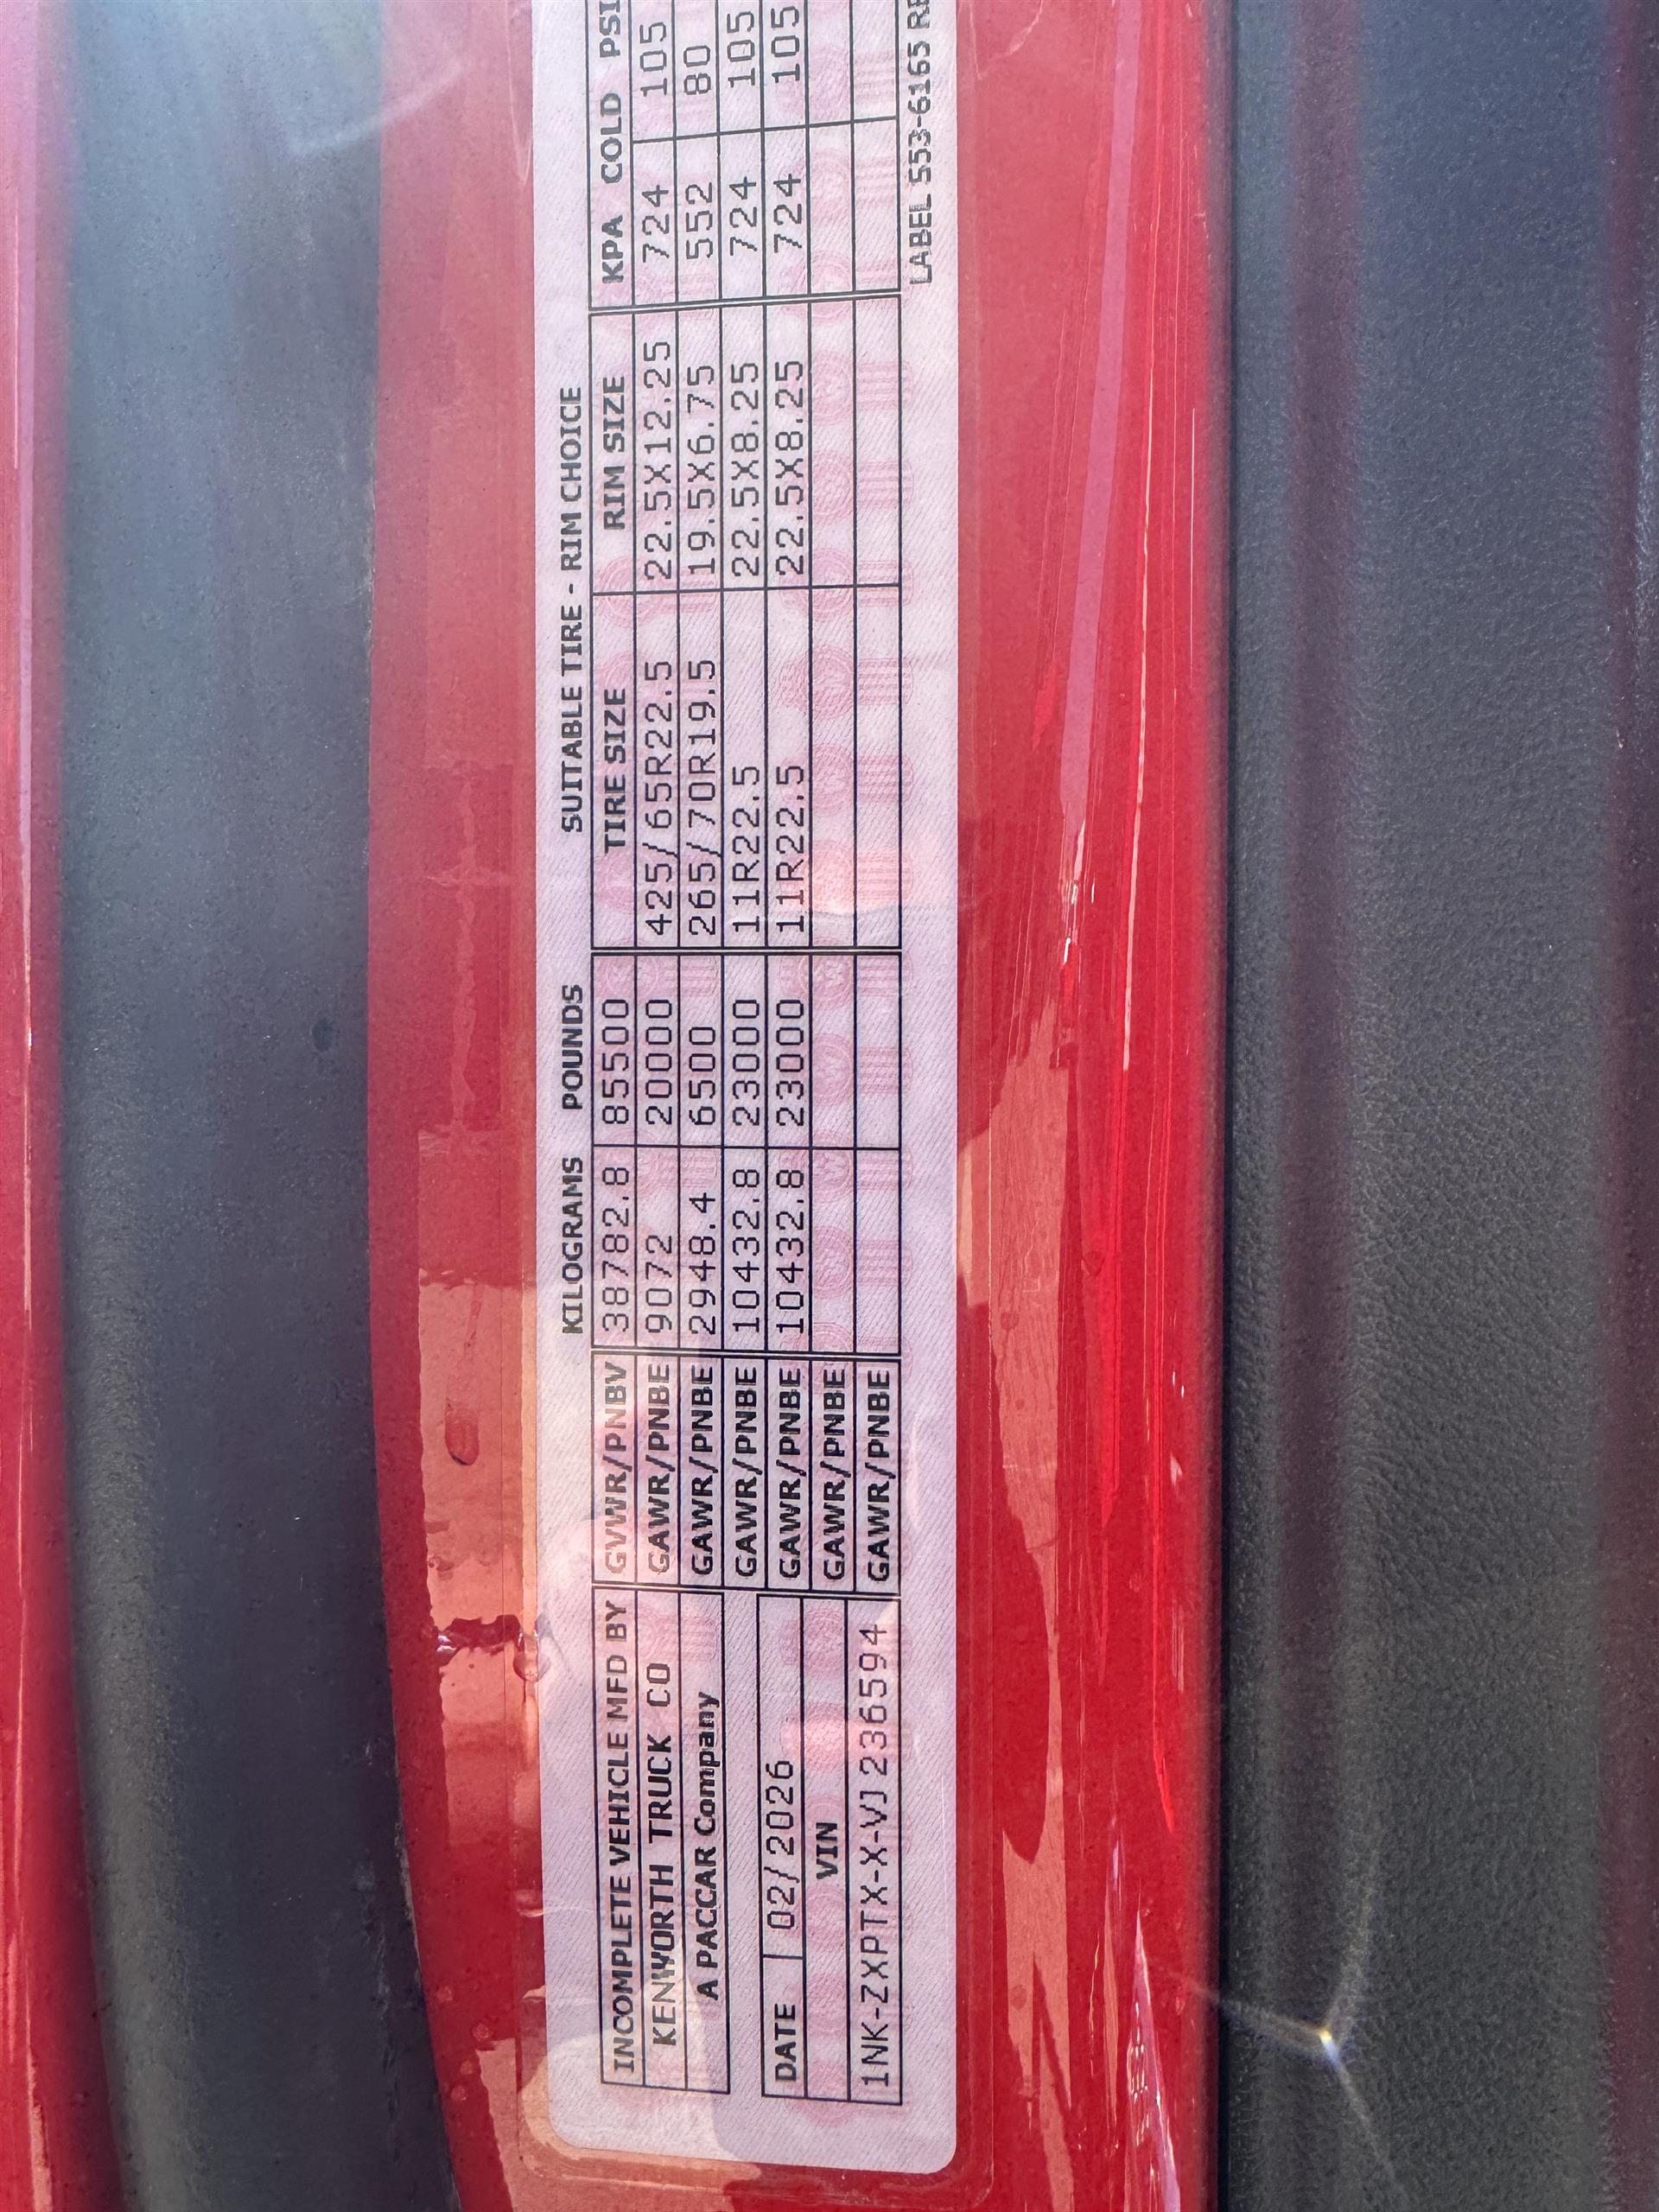 KILOGRAMS POUNDS SUITABLE TIRE - RIM CHOICE
INCOMPLETE VEHICLE MFD BY GVWR/PNBV 38782.8 85500 TIRE SIZE RIM SIZE KPA COLD PSI
KENWORTH TRUCK CO GAWR/PNBE 9072 20000 425/65R22.5 22.5X12.25 724 105
A PACCAR Company GAWR/PNBE 2948.4 6500 265/70R19.5 19.5X6.75 552 80
GAWR/PNBE 10432.8 23000 11R22.5 22.5X8.25 724 105
DATE 02/2026 GAWR/PNBE 10432.8 23000 11R22.5 22.5X8.25 724 105
VIN GAWR/PNBE
1NK-ZXPTX-X-VJ236594 GAWR/PNBE
LABEL S53-6165